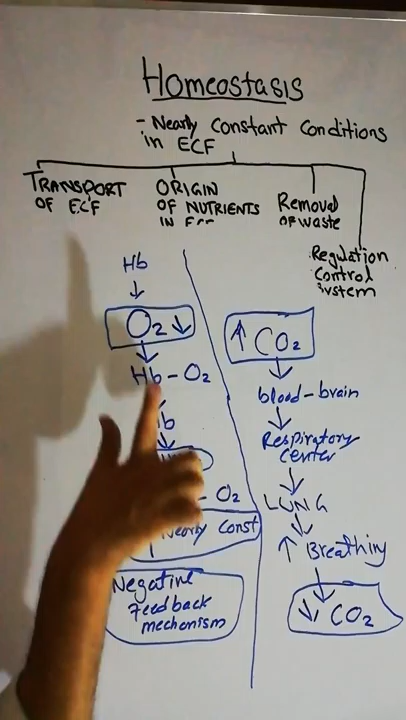 Homeostasis
- Nearly Constant Conditions
in ECF
TRANSPORT
OF ECF
ORIGIN
OF NUTRIENTS
IN
Removal
OF waste
Regulation
Control
System
Hb
↓
O2 ↓
↓
Hb - O2
↓
- O2
Nearly Const
Negative
Feedback
mechanism
↑ CO2
↓
blood - brain
↓
Respiratory
center
↓
LUNG
↓
↑ Breathing
↓
↓ CO2